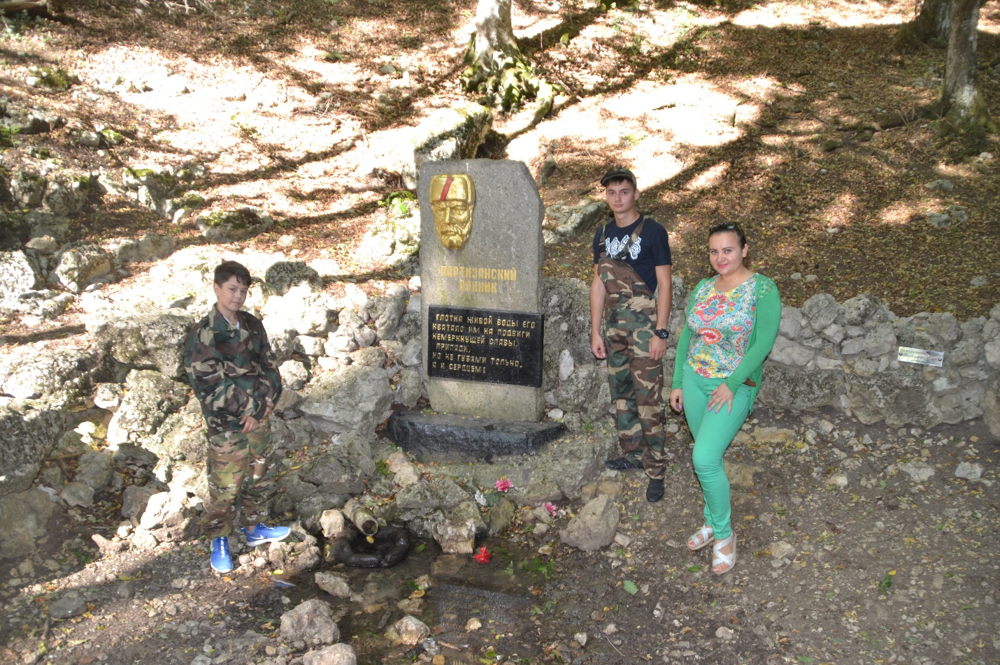 ПАРТИЗАНСКИЙ
РОДНИК
ГЛОТКА ЖИВОЙ ВОДЫ ЕГО
ХВАТАЛО ИМ НА ПОДВИГИ
НЕМЕРКНУЩЕЙ СЛАВЫ.
ПРИПАДИ,
НО НЕ ГУБАМИ ТОЛЬКО,
А И СЕРДЦЕМ!